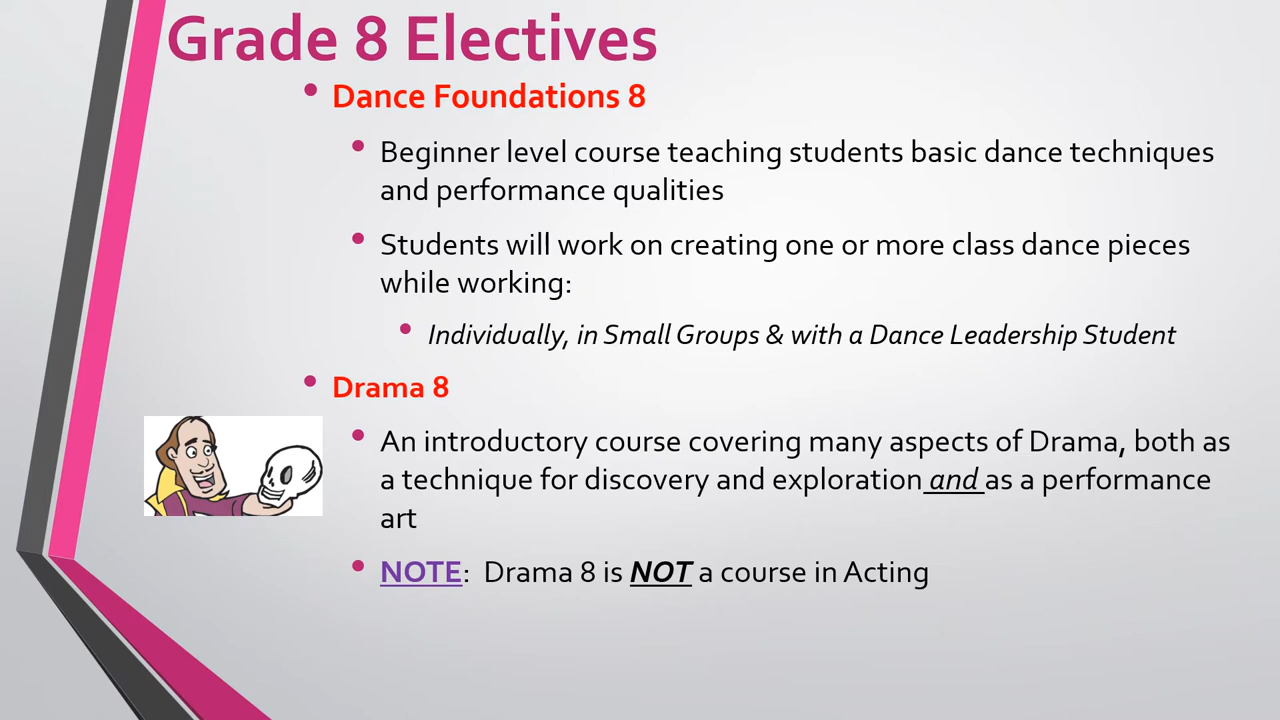 Grade 8 Electives
• Dance Foundations 8
• Beginner level course teaching students basic dance techniques
and performance qualities
• Students will work on creating one or more class dance pieces
while working:
• Individually, in Small Groups & with a Dance Leadership Student
• Drama 8
• An introductory course covering many aspects of Drama, both as
a technique for discovery and exploration and as a performance
art
• NOTE:  Drama 8 is NOT a course in Acting